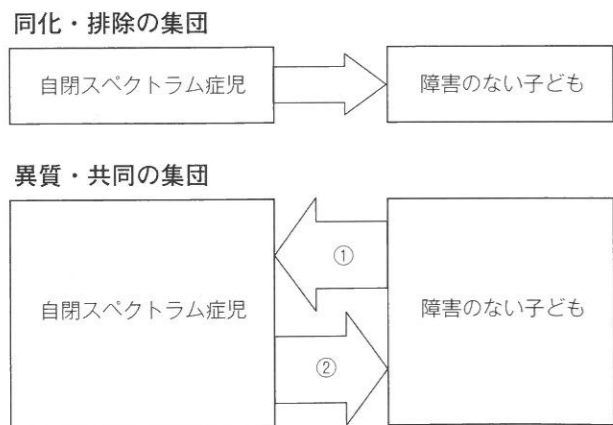 同化・排除の集団
自閉スペクトラム症児
障害のない子ども
異質・共同の集団
①
自閉スペクトラム症児
障害のない子ども
②